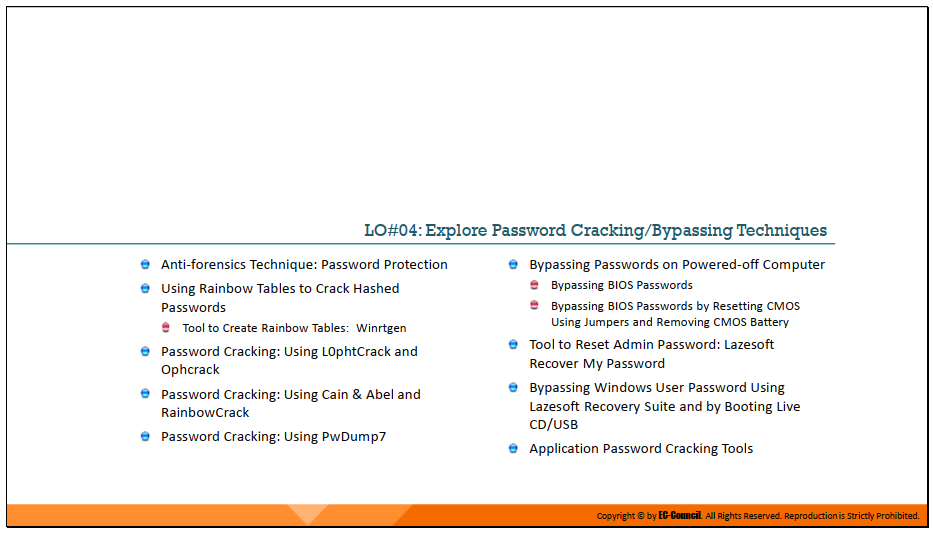 LO#04: Explore Password Cracking/Bypassing Techniques
Anti-forensics Technique: Password Protection
Using Rainbow Tables to Crack Hashed
Passwords
Tool to Create Rainbow Tables: Winrtgen
Password Cracking: Using L0phtCrack and
Ophcrack
Password Cracking: Using Cain & Abel and
RainbowCrack
Password Cracking: Using PwDump7
Bypassing Passwords on Powered-off Computer
Bypassing BIOS Passwords
Bypassing BIOS Passwords by Resetting CMOS
Using Jumpers and Removing CMOS Battery
Tool to Reset Admin Password: Lazesoft
Recover My Password
Bypassing Windows User Password Using
Lazesoft Recovery Suite and by Booting Live
CD/USB
Application Password Cracking Tools
Copyright © by EC-Council. All Rights Reserved. Reproduction is Strictly Prohibited.